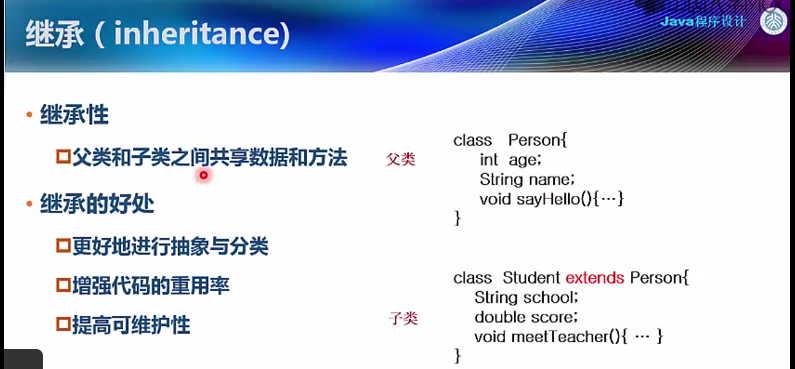 继承（inheritance)
Java程序设计
• 继承性
父类和子类之间共享数据和方法
• 继承的好处
更好地进行抽象与分类
增强代码的重用率
提高可维护性
父类
class Person{
int age;
String name;
void sayHello(){…}
}
子类
class Student extends Person{
String school;
double score;
void meetTeacher(){ … }
}